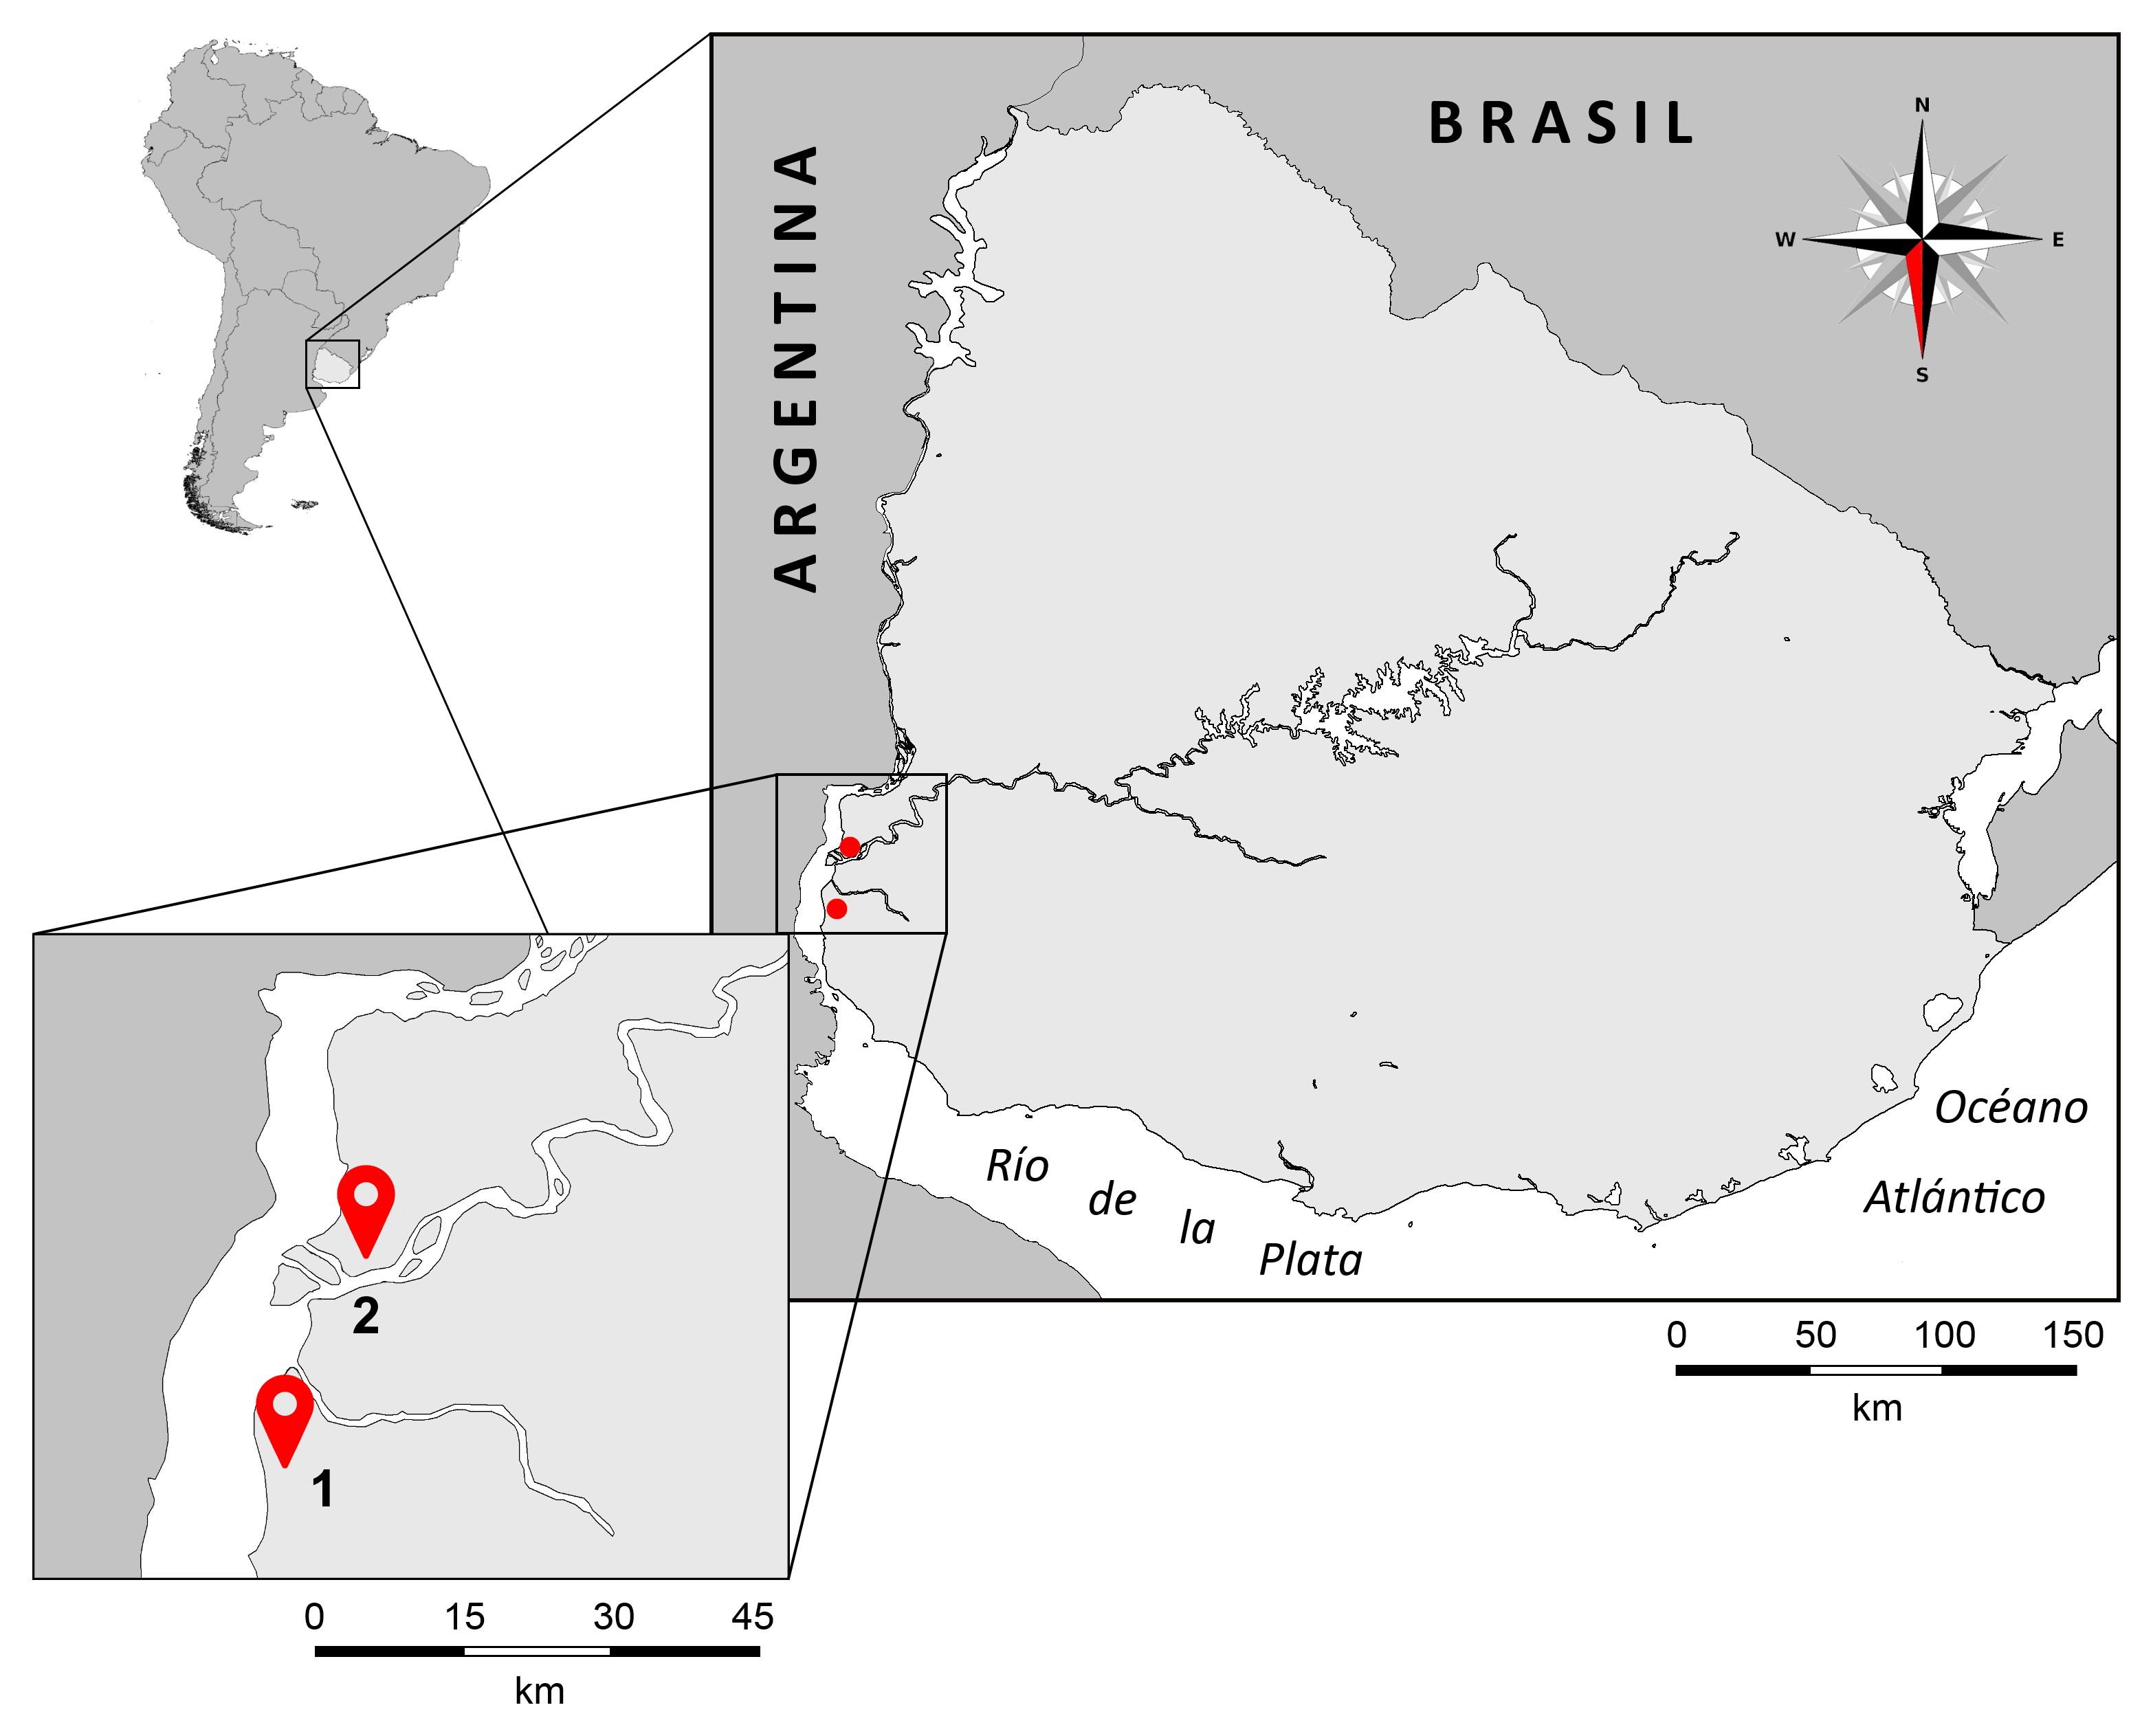 BRASIL
ARGENTINA
N
W
E
S
Océano
Atlántico
Río
de
la
Plata
0 50 100 150
km
2
1
0 15 30 45
km